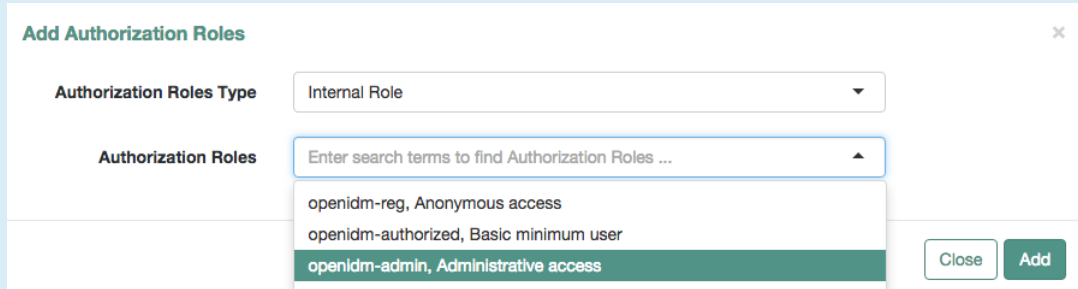 Add Authorization Roles ×
Authorization Roles Type Internal Role
Authorization Roles Enter search terms to find Authorization Roles ...
openidm-reg, Anonymous access
openidm-authorized, Basic minimum user
openidm-admin, Administrative access
Close Add